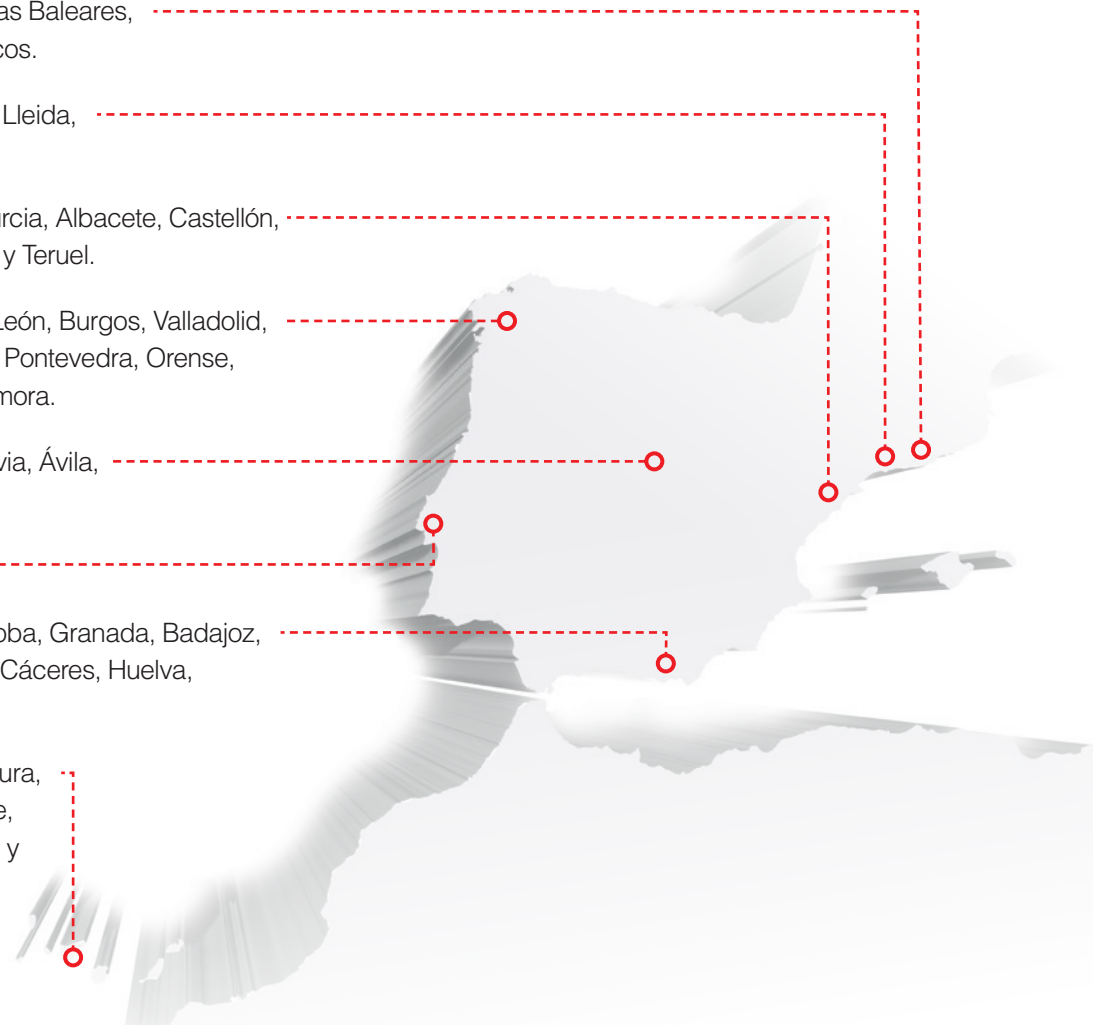 as Baleares,
cos.
Lleida,
urcia, Albacete, Castellón,
y Teruel.
León, Burgos, Valladolid,
Pontevedra, Orense,
mora.
via, Ávila,
oba, Granada, Badajoz,
Cáceres, Huelva,
ura,
e,
y